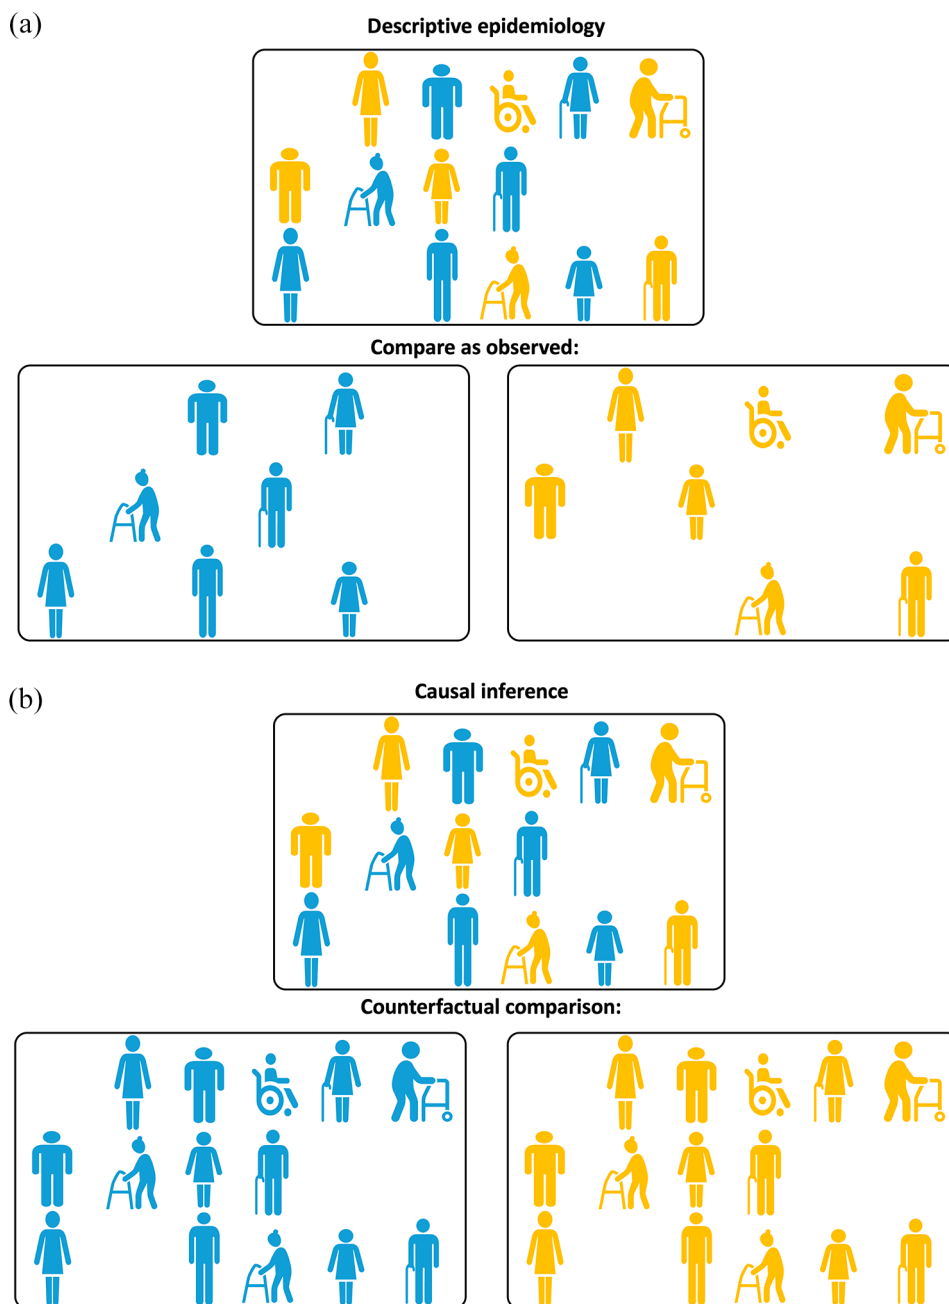 (a)
Descriptive epidemiology
Compare as observed:
(b)
Causal inference
Counterfactual comparison: